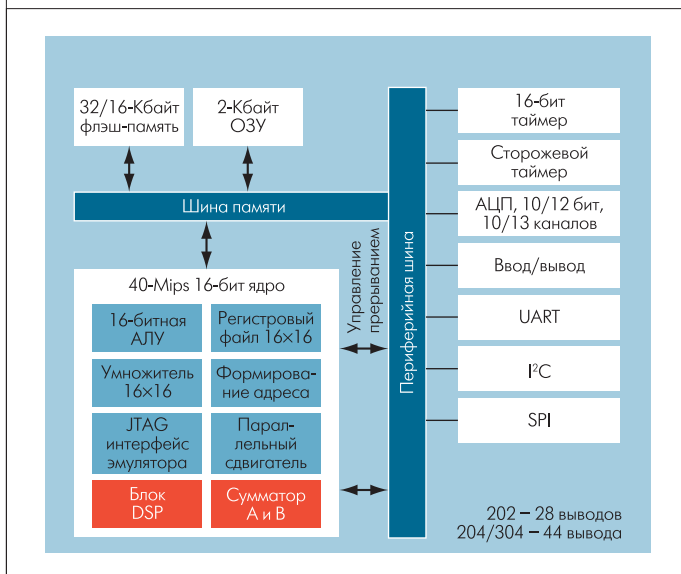 32/16-Кбайт
флэш-память
2-Кбайт
ОЗУ
Шина памяти
40-Mips 16-бит ядро
16-битная
АЛУ
Регистровый
файл 16×16
Умножитель
16×16
Формирова-
ние адреса
JTAG
интерфейс
эмулятора
Парал-
лельный
сдвигатель
Блок
DSP
Сумматор
А и В
Управление
прерыванием
Периферийная шина
16-бит
таймер
Сторожевой
таймер
АЦП, 10/12 бит,
10/13 каналов
Ввод/вывод
UART
I²C
SPI
202 – 28 выводов
204/304 – 44 вывода